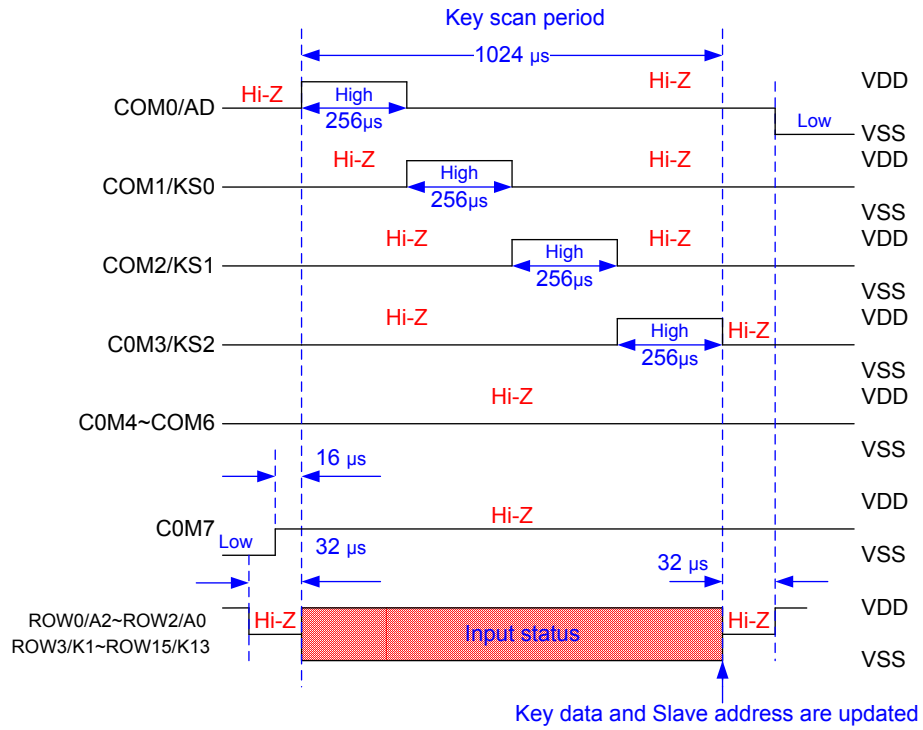 Key scan period
1024 µs
COM0/AD
Hi-Z
High
256µs
Hi-Z
Low
VDD
VSS
COM1/KS0
Hi-Z
High
256µs
Hi-Z
VDD
VSS
COM2/KS1
Hi-Z
High
256µs
Hi-Z
VDD
VSS
C0M3/KS2
Hi-Z
High
256µs
Hi-Z
VDD
VSS
C0M4~COM6
Hi-Z
VDD
VSS
16 µs
C0M7
Low
Hi-Z
VDD
VSS
32 µs
32 µs
ROW0/A2~ROW2/A0
ROW3/K1~ROW15/K13
Hi-Z
Input status
Hi-Z
VDD
VSS
Key data and Slave address are updated